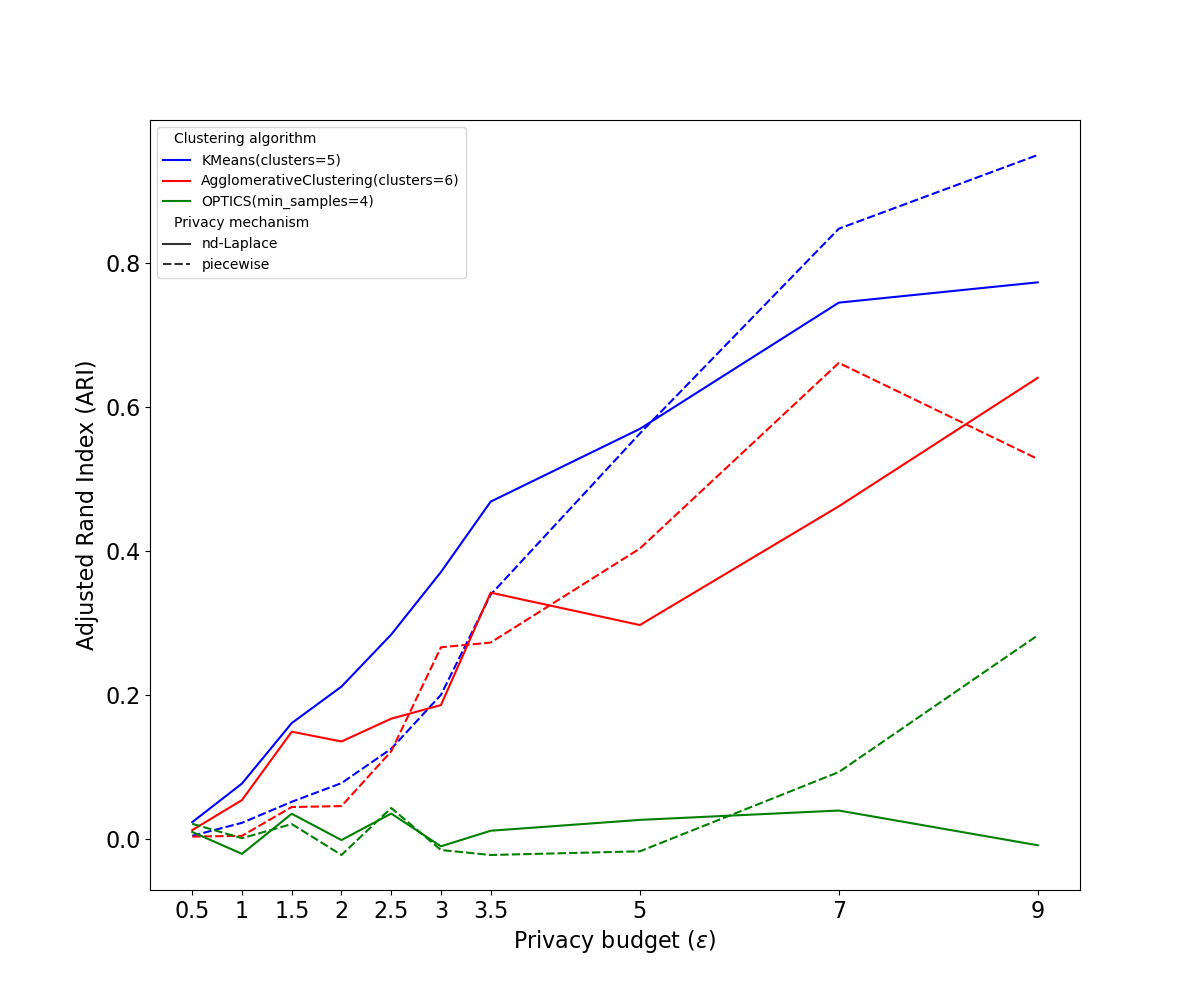 Clustering algorithm
KMeans(clusters=5)
AgglomerativeClustering(clusters=6)
OPTICS(min_samples=4)
Privacy mechanism
nd-Laplace
piecewise
Adjusted Rand Index (ARI)
0.8
0.6
0.4
0.2
0.0
0.5 1 1.5 2 2.5 3 3.5 5 7 9
Privacy budget (ε)